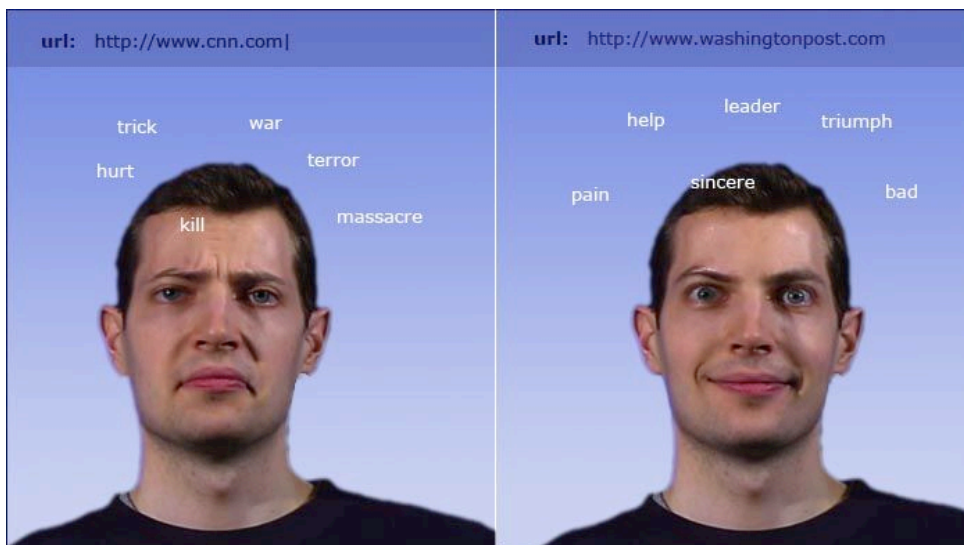 url: http://www.cnn.com|
trick
war
hurt
terror
kill
massacre
url: http://www.washingtonpost.com
help
leader
triumph
pain
sincere
bad